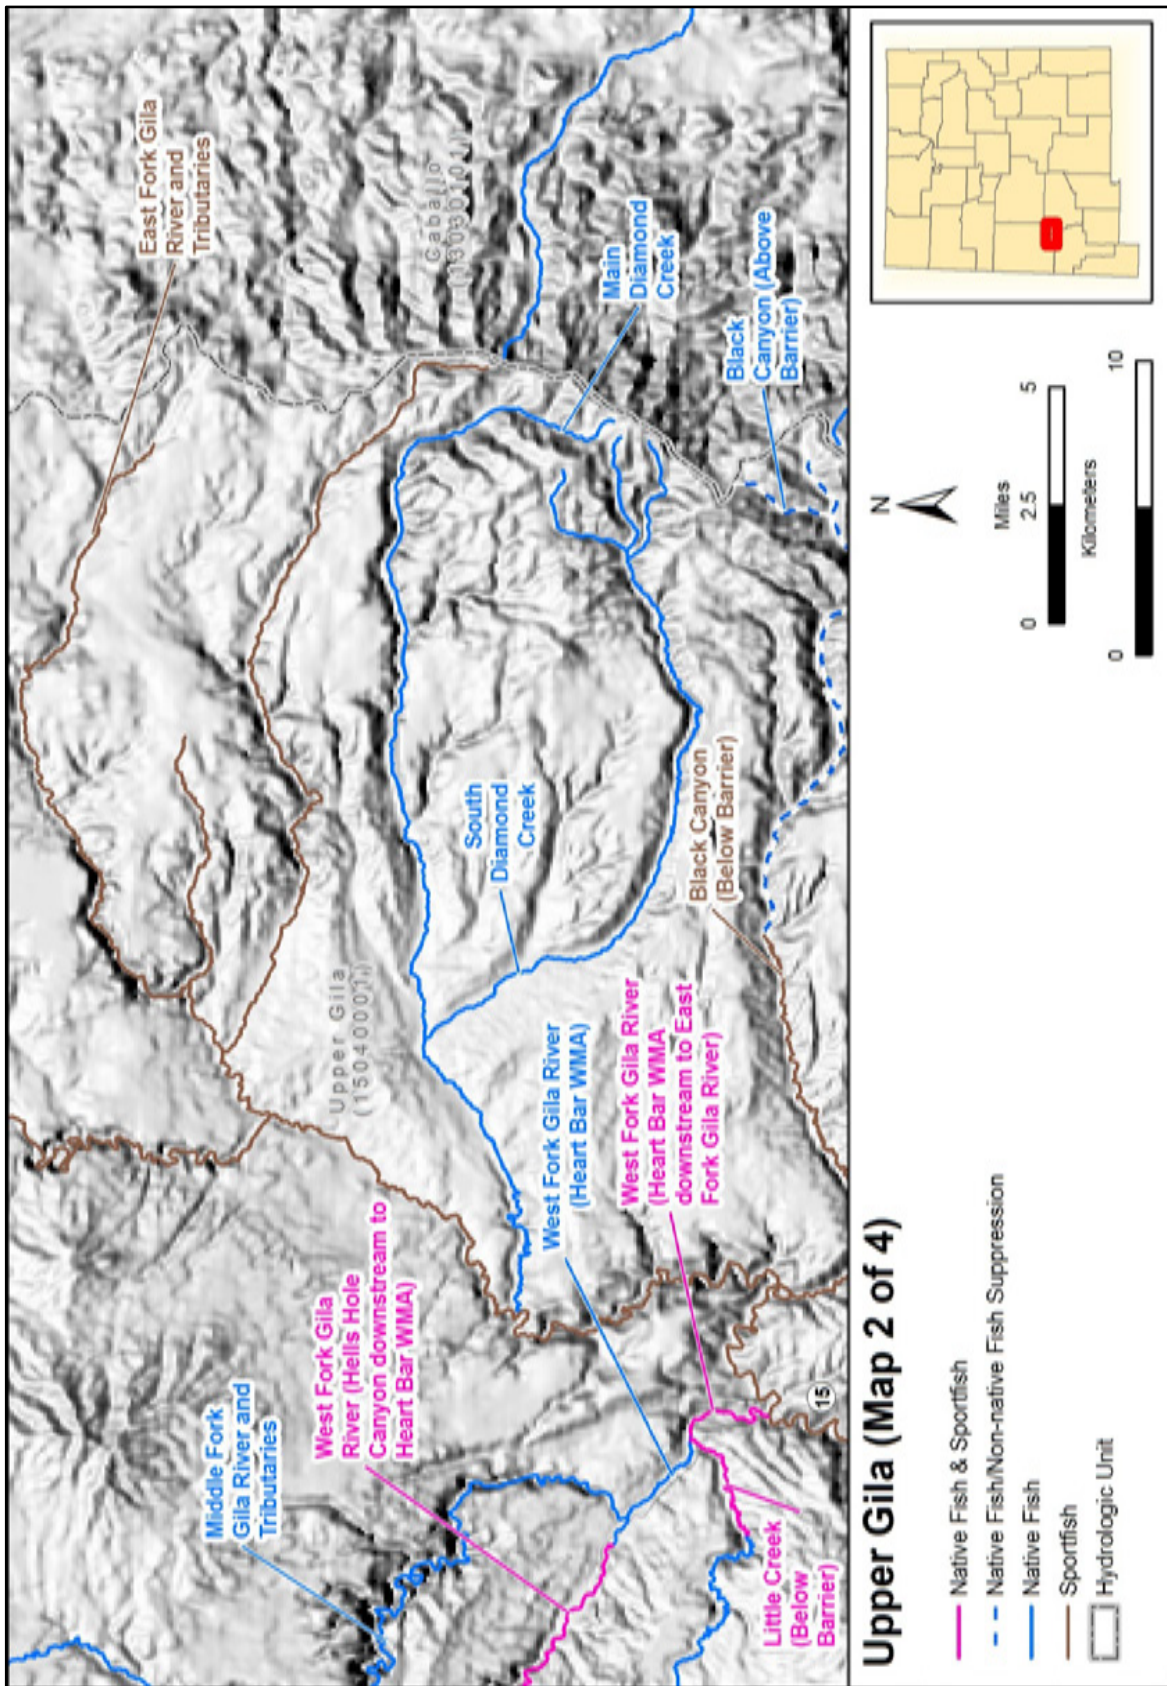 East Fork Gila
River and
Tributaries
Caballo
(13030101)
Main
Diamond
Creek
Black
Canyon (Above
Barrier)
South
Diamond
Creek
Black Canyon
(Below Barrier)
Upper Gila
(15040001)
West Fork Gila River
(Heart Bar WMA)
West Fork Gila River
(Heart Bar WMA
downstream to East
Fork Gila River)
Middle Fork
Gila River and
Tributaries
West Fork Gila
River (Hells Hole
Canyon downstream to
Heart Bar WMA)
Little Creek
(Below
Barrier)
15
Upper Gila (Map 2 of 4)
Native Fish & Sportfish
Native Fish/Non-native Fish Suppression
Native Fish
Sportfish
Hydrologic Unit
N
Miles
0 2.5 5
Kilometers
0 10